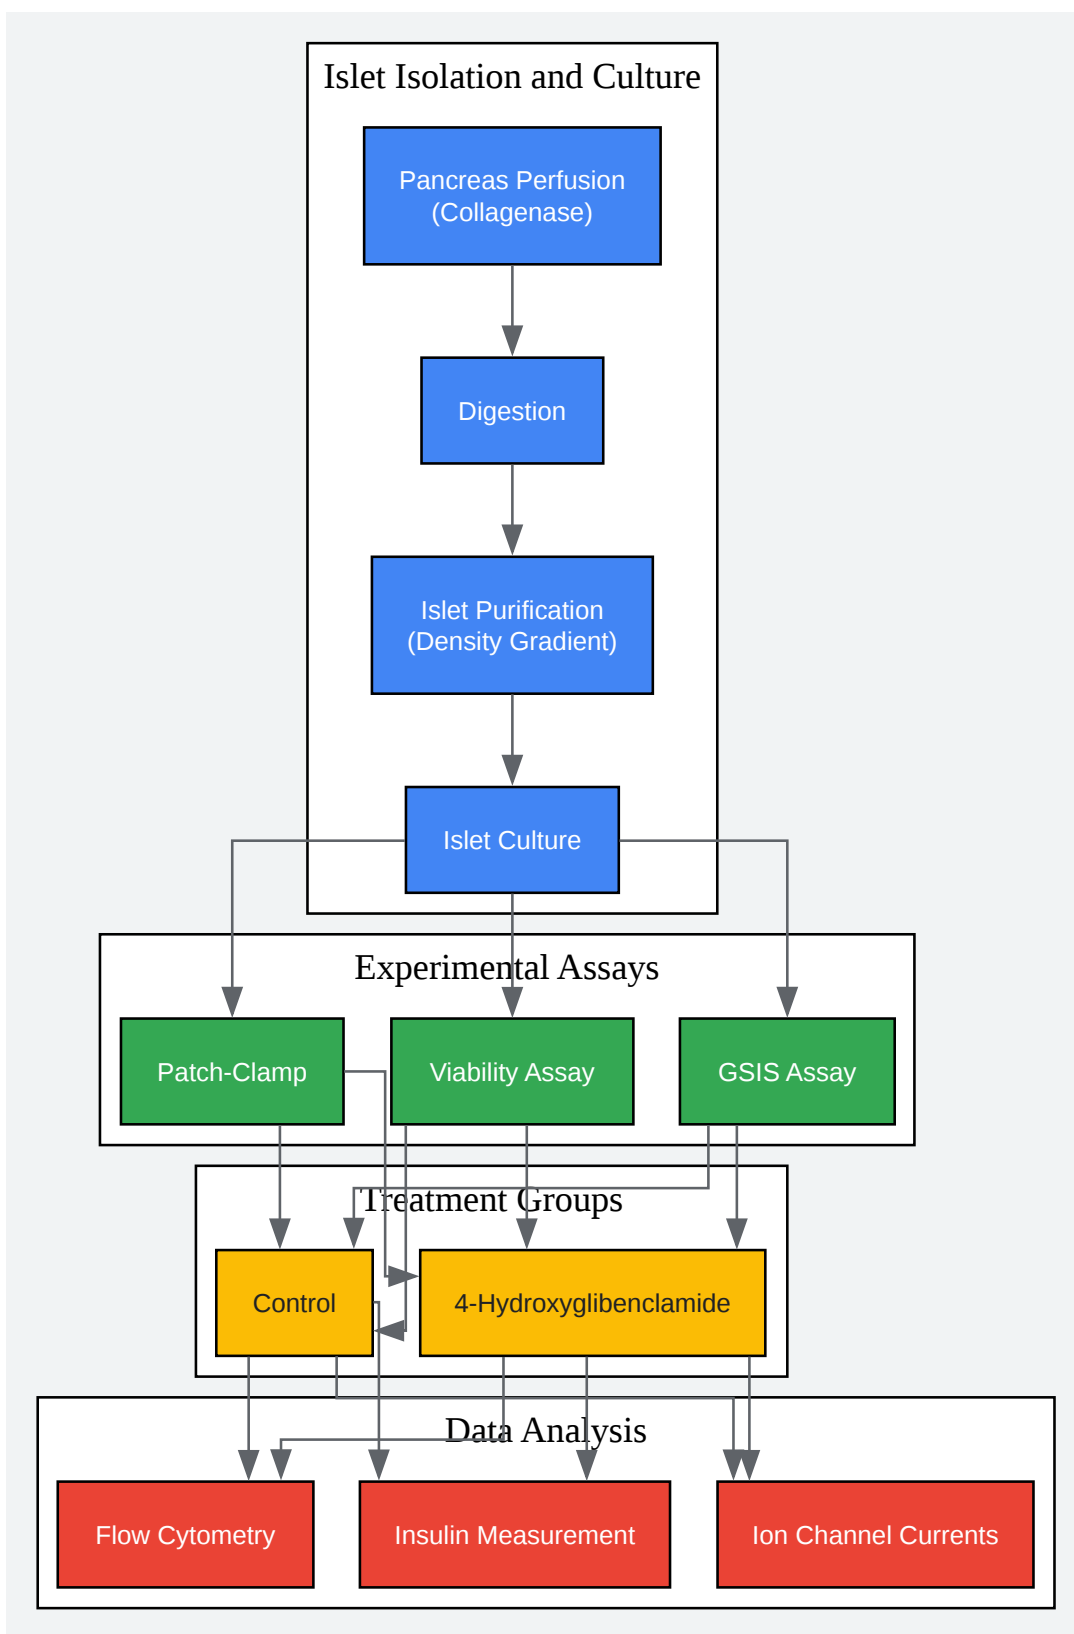 Islet Isolation and Culture
Pancreas Perfusion
(Collagenase)
Digestion
Islet Purification
(Density Gradient)
Islet Culture
Experimental Assays
Patch-Clamp
Viability Assay
GSIS Assay
Treatment Groups
Control
4-Hydroxyglibenclamide
Data Analysis
Flow Cytometry
Insulin Measurement
Ion Channel Currents